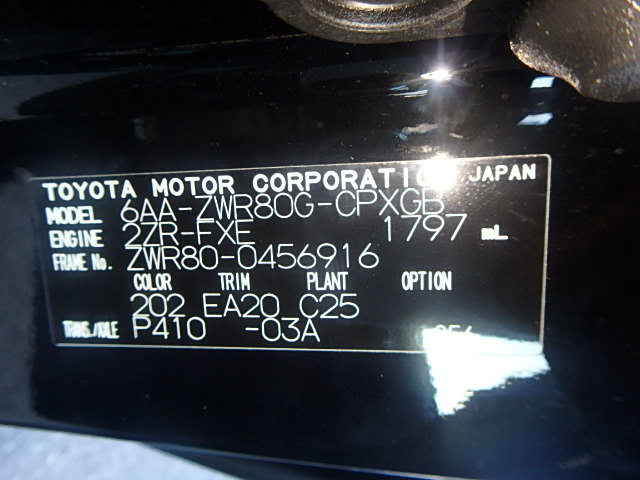 TOYOTA MOTOR CORPORATION JAPAN
MODEL 6AA-ZWR80G-CPXGB
ENGINE 2ZR-FXE 1797 mL
FRAME No. ZWR80-0456916
COLOR TRIM PLANT OPTION
202 EA20 C25
TRANS./AXLE P410 -03A